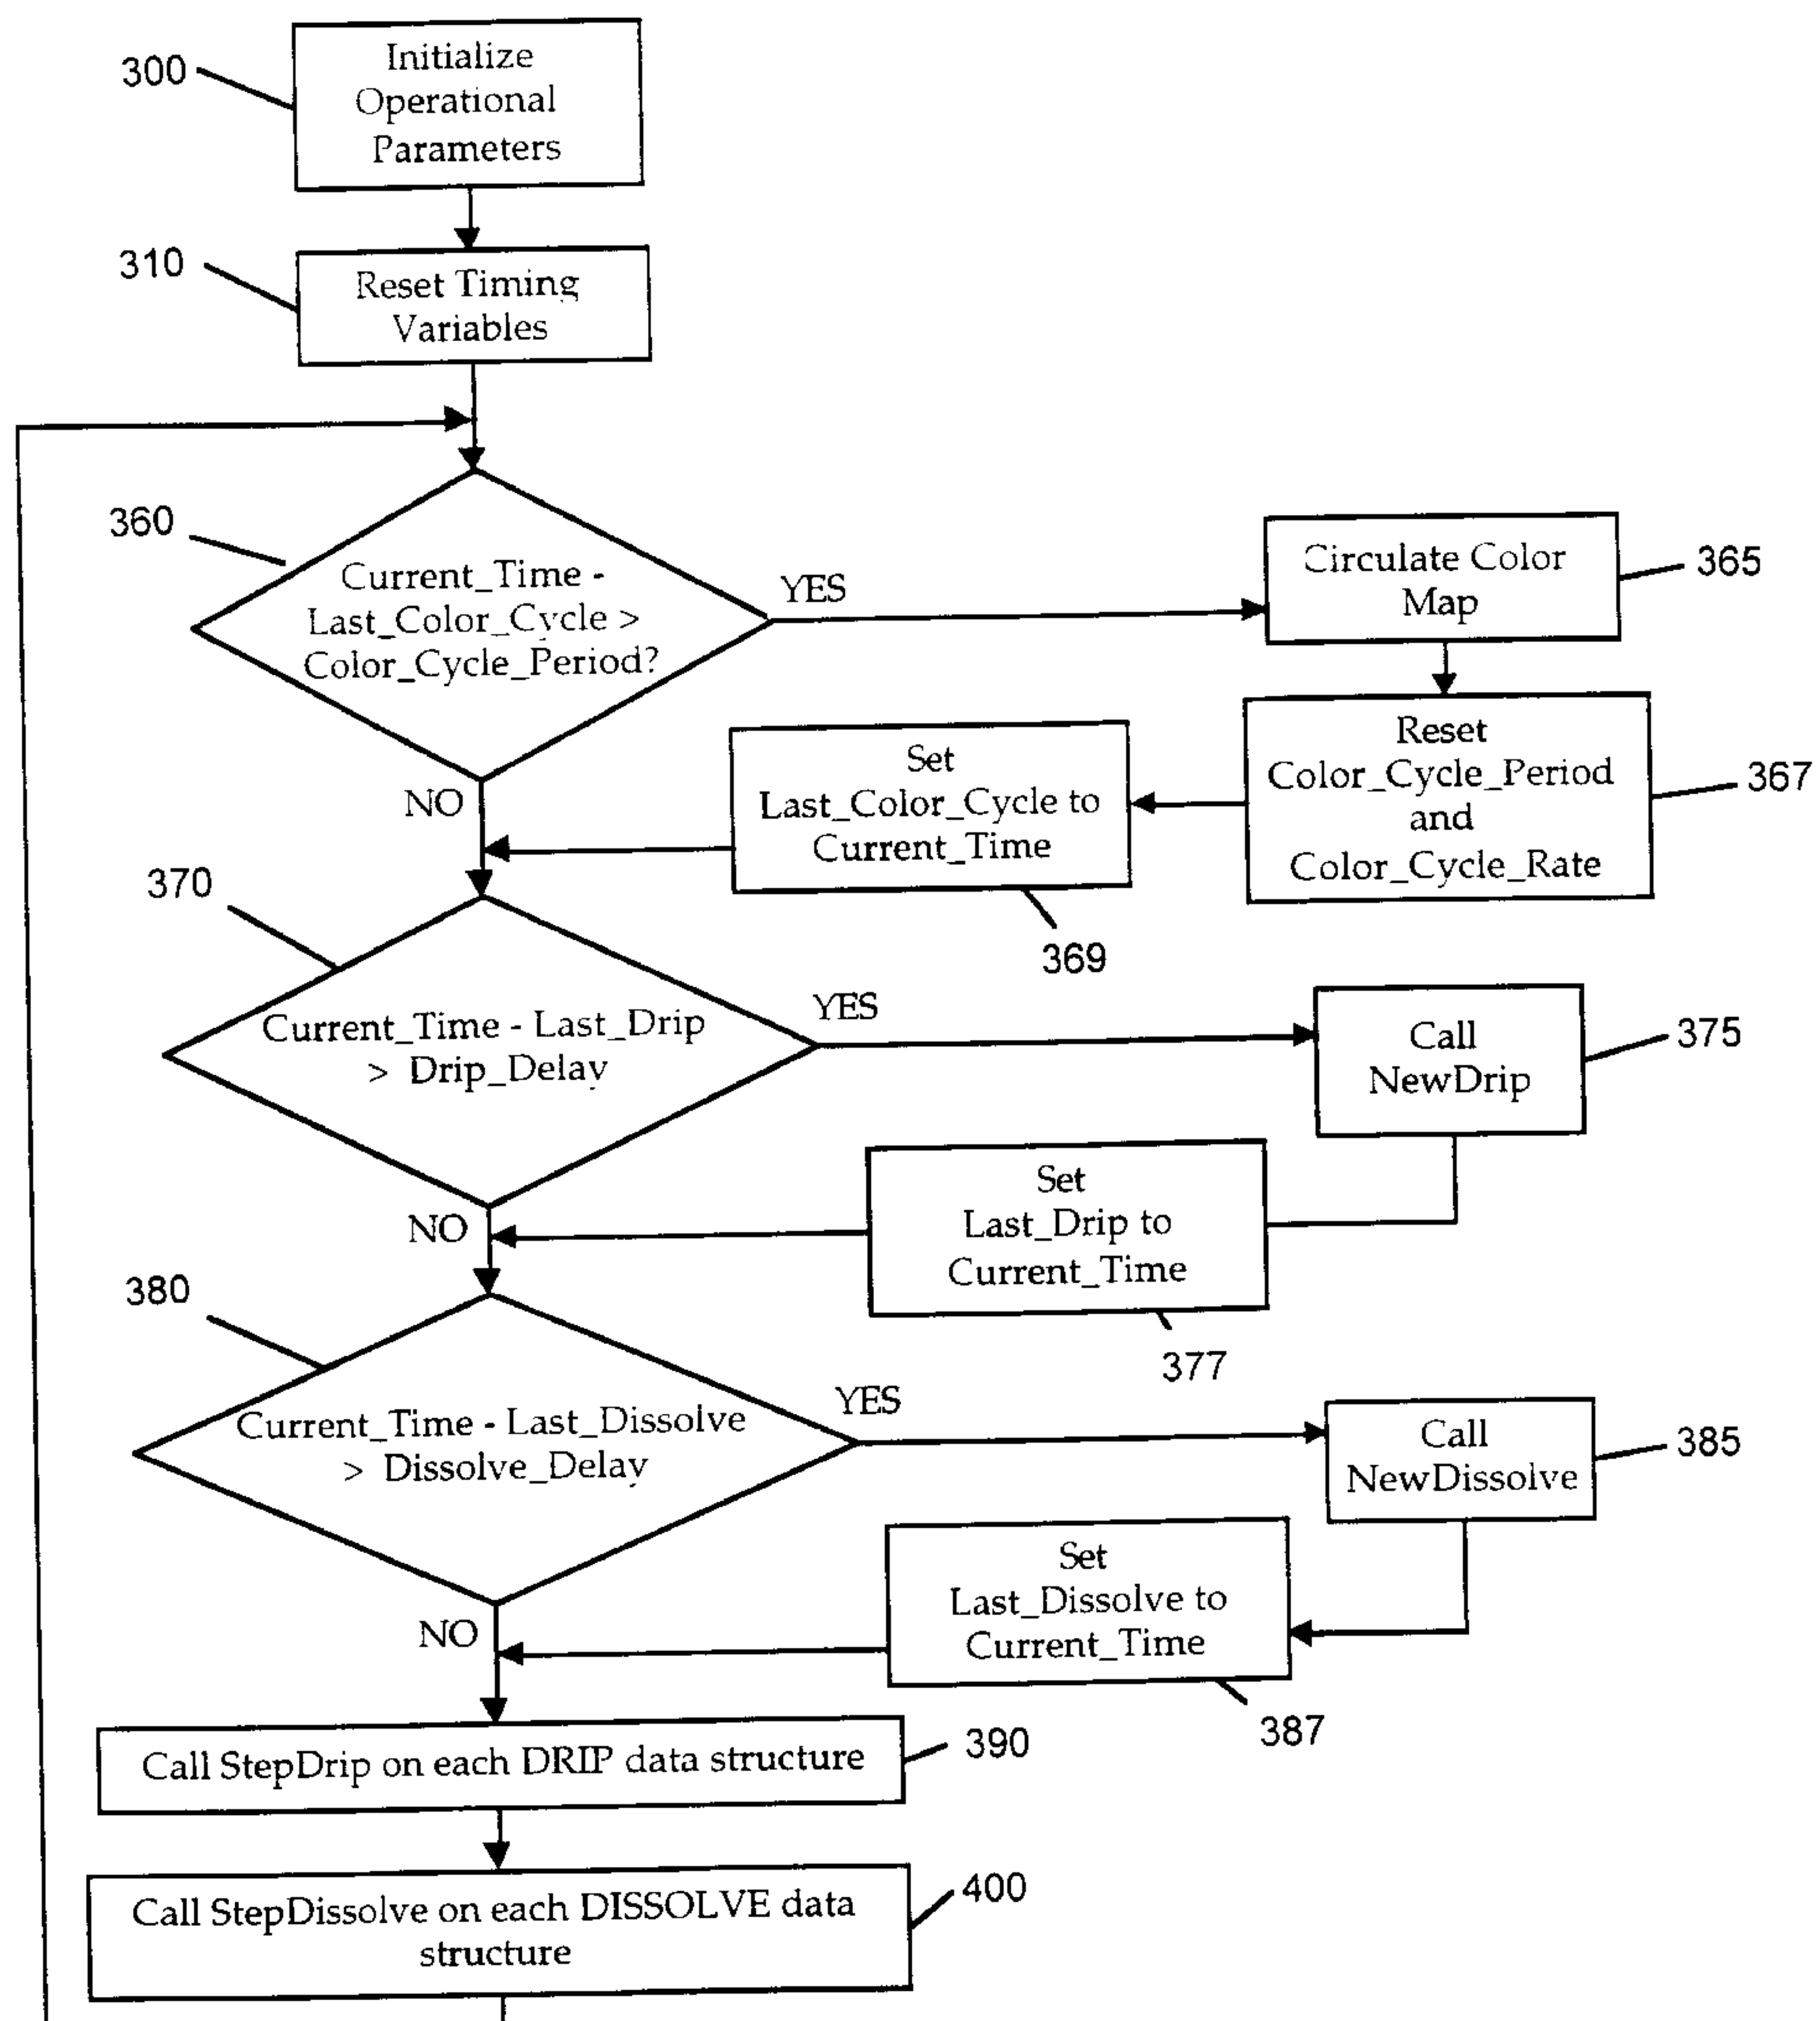 300
Initialize
Operational
Parameters
310
Reset Timing
Variables
360
Current_Time -
Last_Color_Cycle >
Color_Cycle_Period?
YES
NO
Circulate Color
Map
365
Reset
Color_Cycle_Period
and
Color_Cycle_Rate
367
Set
Last_Color_Cycle to
Current_Time
369
370
Current_Time - Last_Drip
> Drip_Delay
YES
NO
Call
NewDrip
375
Set
Last_Drip to
Current_Time
377
380
Current_Time - Last_Dissolve
> Dissolve_Delay
YES
NO
Call
NewDissolve
385
Set
Last_Dissolve to
Current_Time
387
Call StepDrip on each DRIP data structure
390
Call StepDissolve on each DISSOLVE data
structure
400